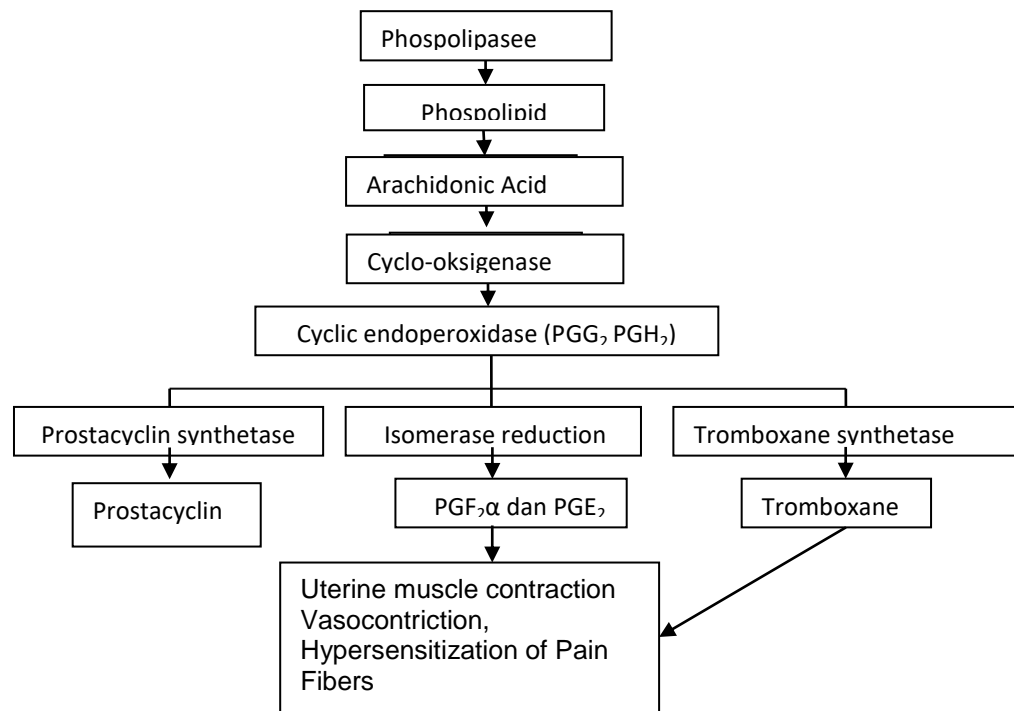 Phospolipasee
Phospolipid
Arachidonic Acid
Cyclo-oksigenase
Cyclic endoperoxidase (PGG₂ PGH₂)
Prostacyclin synthetase
Isomerase reduction
Tromboxane synthetase
Prostacyclin
PGF₂α dan PGE₂
Tromboxane
Uterine muscle contraction
Vasocontriction,
Hypersensitization of Pain
Fibers